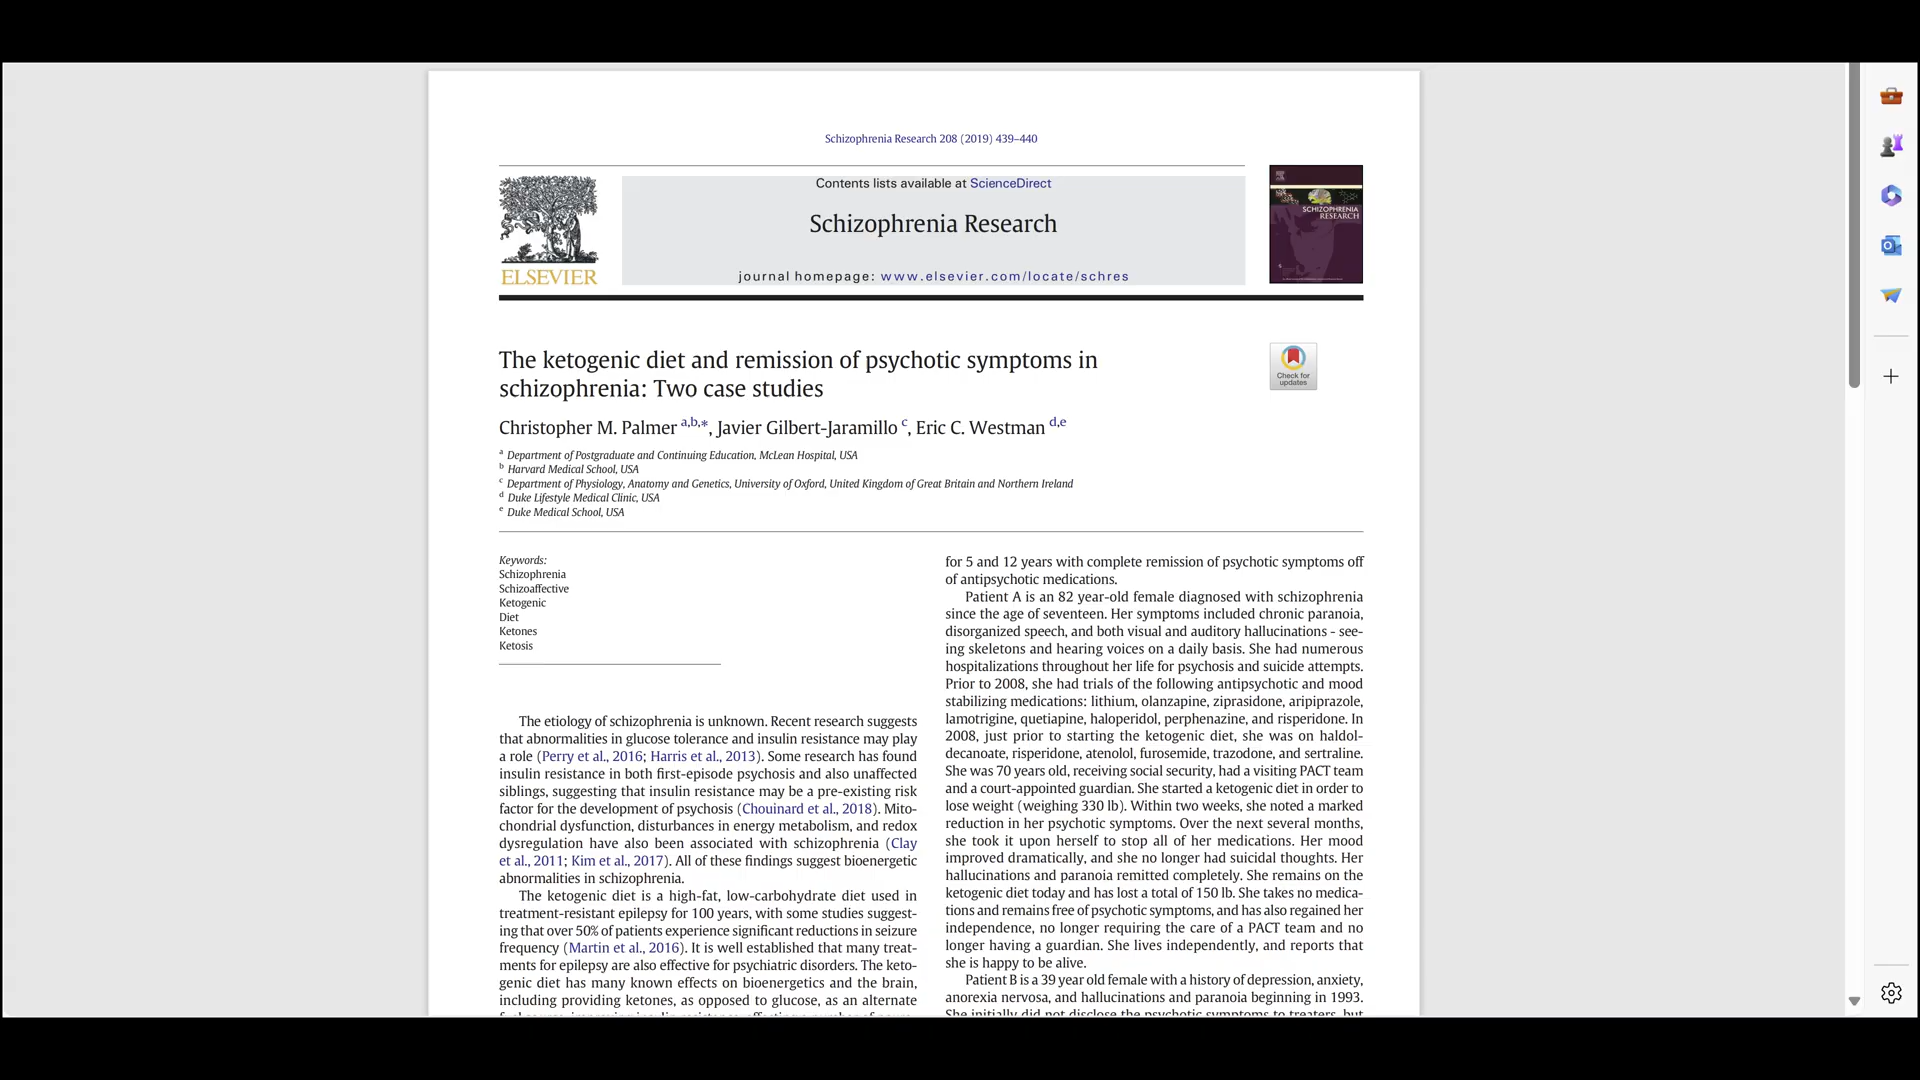 Schizophrenia Research 208 (2019) 439–440
Contents lists available at ScienceDirect
Schizophrenia Research
journal homepage: www.elsevier.com/locate/schres
ELSEVIER
SCHIZOPHRENIA
RESEARCH
The ketogenic diet and remission of psychotic symptoms in
schizophrenia: Two case studies
Check for
updates
Christopher M. Palmer a,b,*, Javier Gilbert-Jaramillo c, Eric C. Westman d,e
a Department of Postgraduate and Continuing Education, McLean Hospital, USA
b Harvard Medical School, USA
c Department of Physiology, Anatomy and Genetics, University of Oxford, United Kingdom of Great Britain and Northern Ireland
d Duke Lifestyle Medical Clinic, USA
e Duke Medical School, USA
Keywords:
Schizophrenia
Schizoaffective
Ketogenic
Diet
Ketones
Ketosis
The etiology of schizophrenia is unknown. Recent research suggests
that abnormalities in glucose tolerance and insulin resistance may play
a role (Perry et al., 2016; Harris et al., 2013). Some research has found
insulin resistance in both first-episode psychosis and also unaffected
siblings, suggesting that insulin resistance may be a pre-existing risk
factor for the development of psychosis (Chouinard et al., 2018). Mito-
chondrial dysfunction, disturbances in energy metabolism, and redox
dysregulation have also been associated with schizophrenia (Clay
et al., 2011; Kim et al., 2017). All of these findings suggest bioenergetic
abnormalities in schizophrenia.
The ketogenic diet is a high-fat, low-carbohydrate diet used in
treatment-resistant epilepsy for 100 years, with some studies suggest-
ing that over 50% of patients experience significant reductions in seizure
frequency (Martin et al., 2016). It is well established that many treat-
ments for epilepsy are also effective for psychiatric disorders. The keto-
genic diet has many known effects on bioenergetics and the brain,
including providing ketones, as opposed to glucose, as an alternate
for 5 and 12 years with complete remission of psychotic symptoms off
of antipsychotic medications.
Patient A is an 82 year-old female diagnosed with schizophrenia
since the age of seventeen. Her symptoms included chronic paranoia,
disorganized speech, and both visual and auditory hallucinations - see-
ing skeletons and hearing voices on a daily basis. She had numerous
hospitalizations throughout her life for psychosis and suicide attempts.
Prior to 2008, she had trials of the following antipsychotic and mood
stabilizing medications: lithium, olanzapine, ziprasidone, aripiprazole,
lamotrigine, quetiapine, haloperidol, perphenazine, and risperidone. In
2008, just prior to starting the ketogenic diet, she was on haldol-
decanoate, risperidone, atenolol, furosemide, trazodone, and sertraline.
She was 70 years old, receiving social security, had a visiting PACT team
and a court-appointed guardian. She started a ketogenic diet in order to
lose weight (weighing 330 lb). Within two weeks, she noted a marked
reduction in her psychotic symptoms. Over the next several months,
she took it upon herself to stop all of her medications. Her mood
improved dramatically, and she no longer had suicidal thoughts. Her
hallucinations and paranoia remitted completely. She remains on the
ketogenic diet today and has lost a total of 150 lb. She takes no medica-
tions and remains free of psychotic symptoms, and has also regained her
independence, no longer requiring the care of a PACT team and no
longer having a guardian. She lives independently, and reports that
she is happy to be alive.
Patient B is a 39 year old female with a history of depression, anxiety,
anorexia nervosa, and hallucinations and paranoia beginning in 1993.
She initially did not disclose the psychotic symptoms to treaters, but